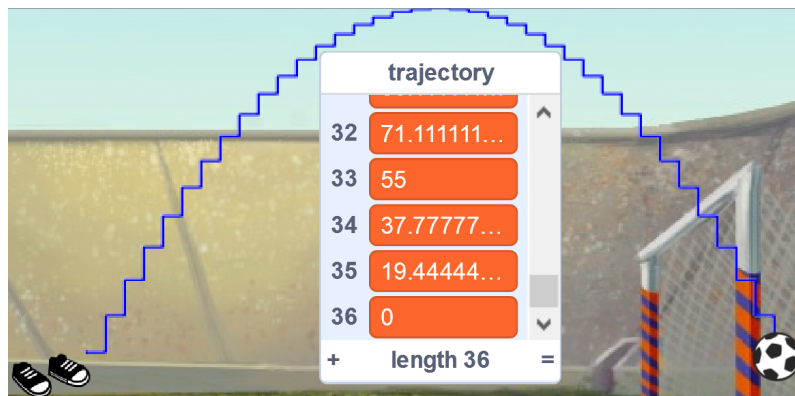 trajectory
32 71.111111...
33 55
34 37.77777...
35 19.44444...
36 0
+ length 36 =